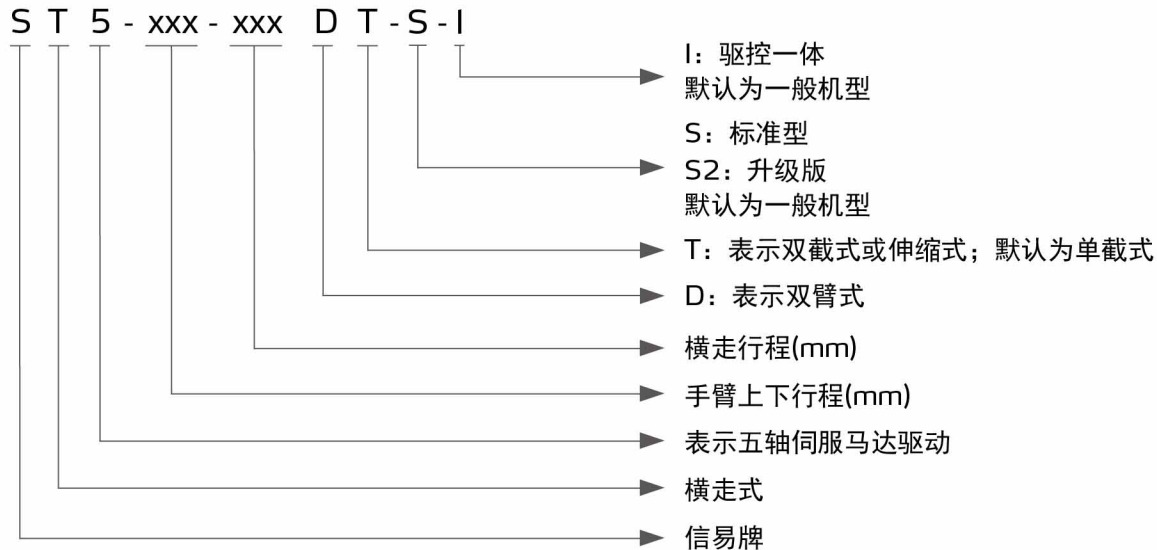 S T 5 - xxx - xxx D T - S - I
I：驱控一体
默认为一般机型
S：标准型
S2：升级版
默认为一般机型
T：表示双截式或伸缩式；默认为单截式
D：表示双臂式
横走行程(mm)
手臂上下行程(mm)
表示五轴伺服马达驱动
横走式
信易牌